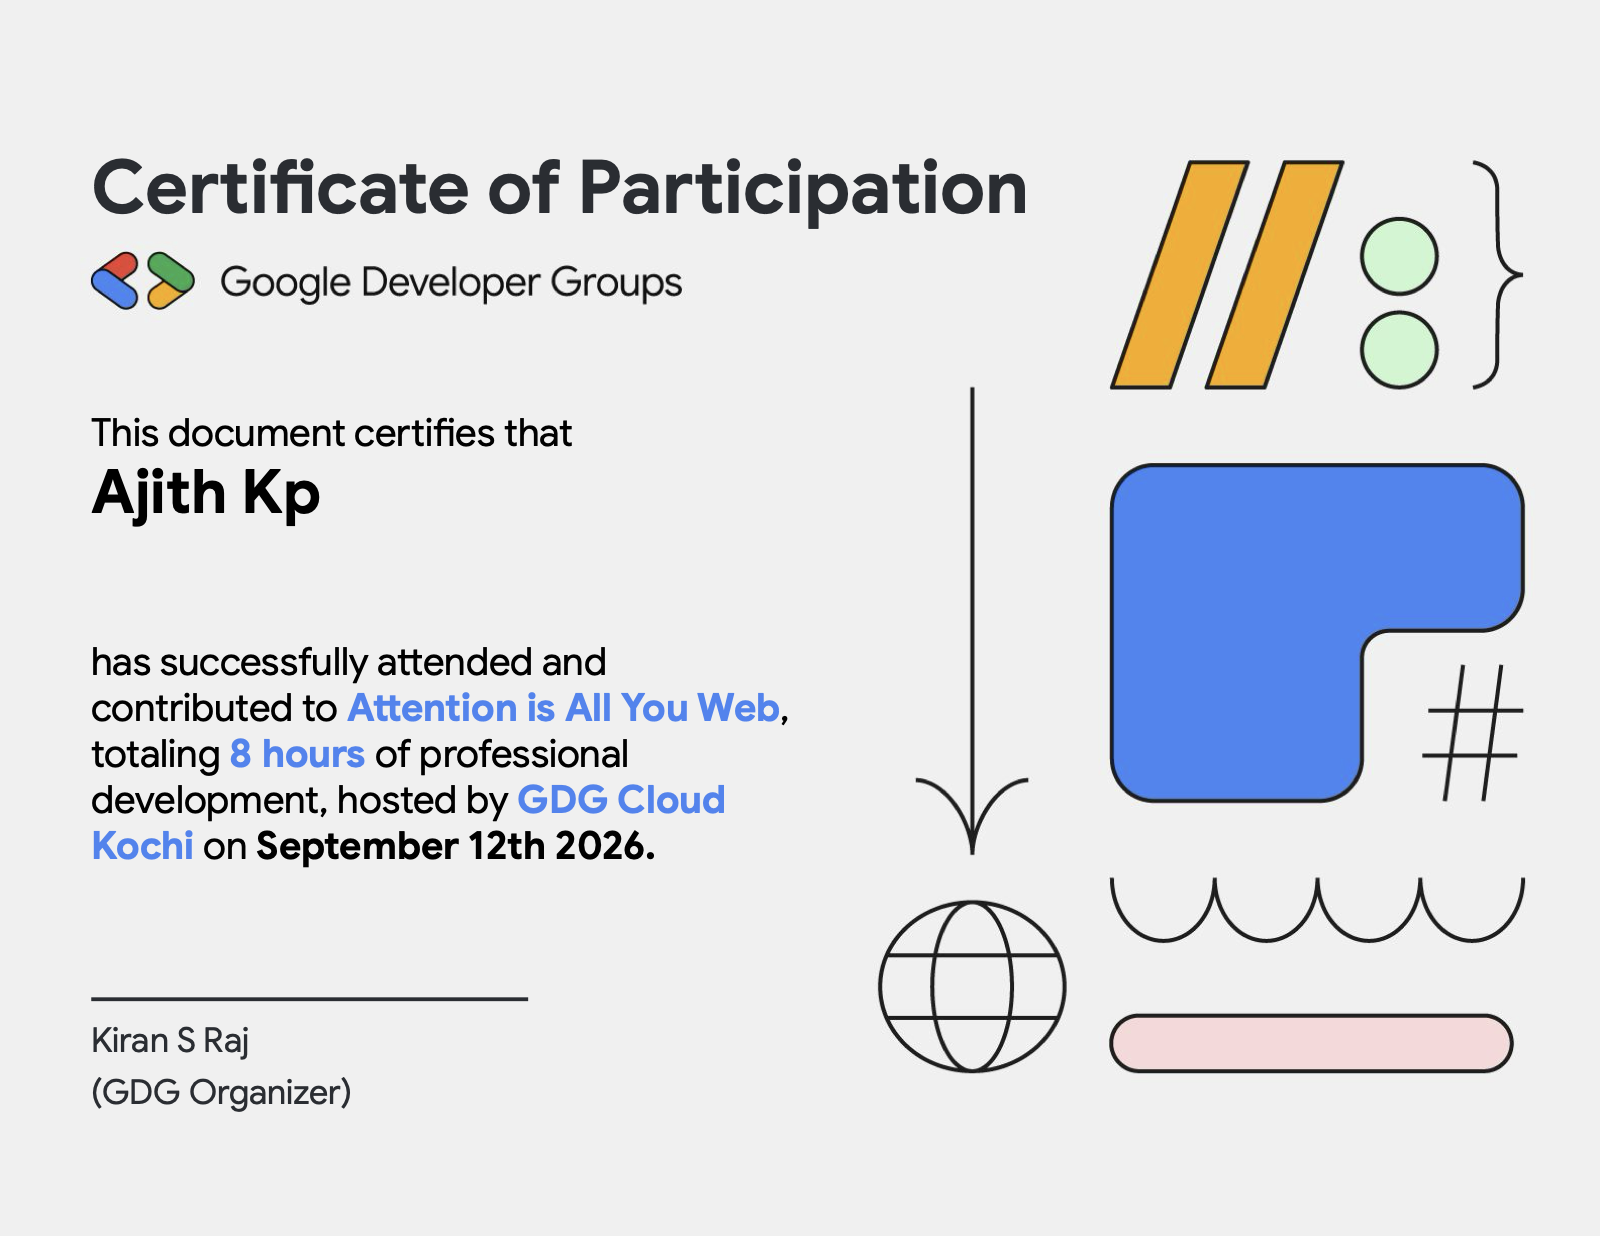 Certificate of Participation
Google Developer Groups
This document certifies that
Ajith Kp
has successfully attended and
contributed to Attention is All You Web,
totaling 8 hours of professional
development, hosted by GDG Cloud
Kochi on September 12th 2026.
Kiran S Raj
(GDG Organizer)